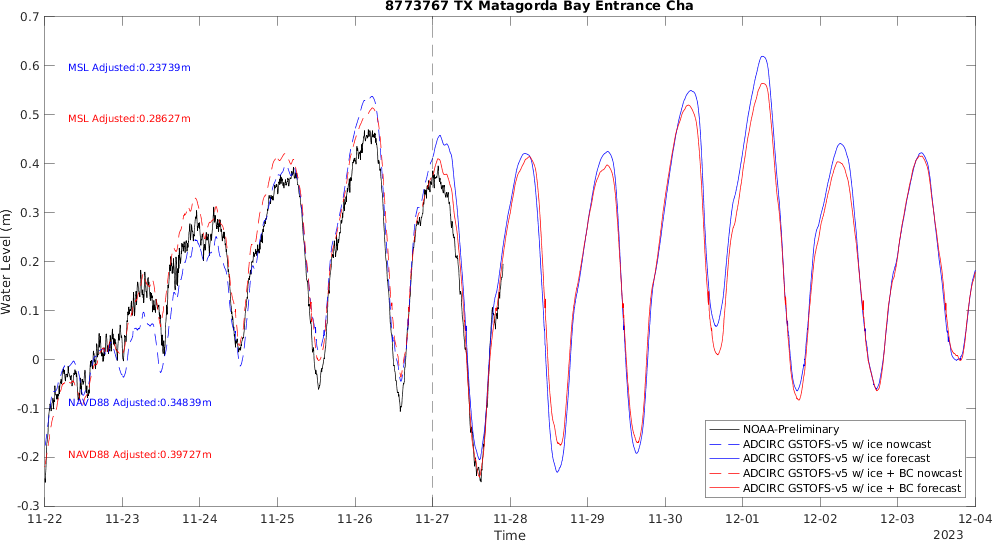 8773767 TX Matagorda Bay Entrance Cha
0.7
0.6
0.5
0.4
0.3
0.2
0.1
0
-0.1
-0.2
-0.3
Water Level (m)
MSL Adjusted:0.23739m
MSL Adjusted:0.28627m
NAVD88 Adjusted:0.34839m
NAVD88 Adjusted:0.39727m
NOAA-Preliminary
ADCIRC GSTOFS-v5 w/ ice nowcast
ADCIRC GSTOFS-v5 w/ ice forecast
ADCIRC GSTOFS-v5 w/ ice + BC nowcast
ADCIRC GSTOFS-v5 w/ ice + BC forecast
11-22 11-23 11-24 11-25 11-26 11-27 11-28 11-29 11-30 12-01 12-02 12-03 12-04
Time
2023